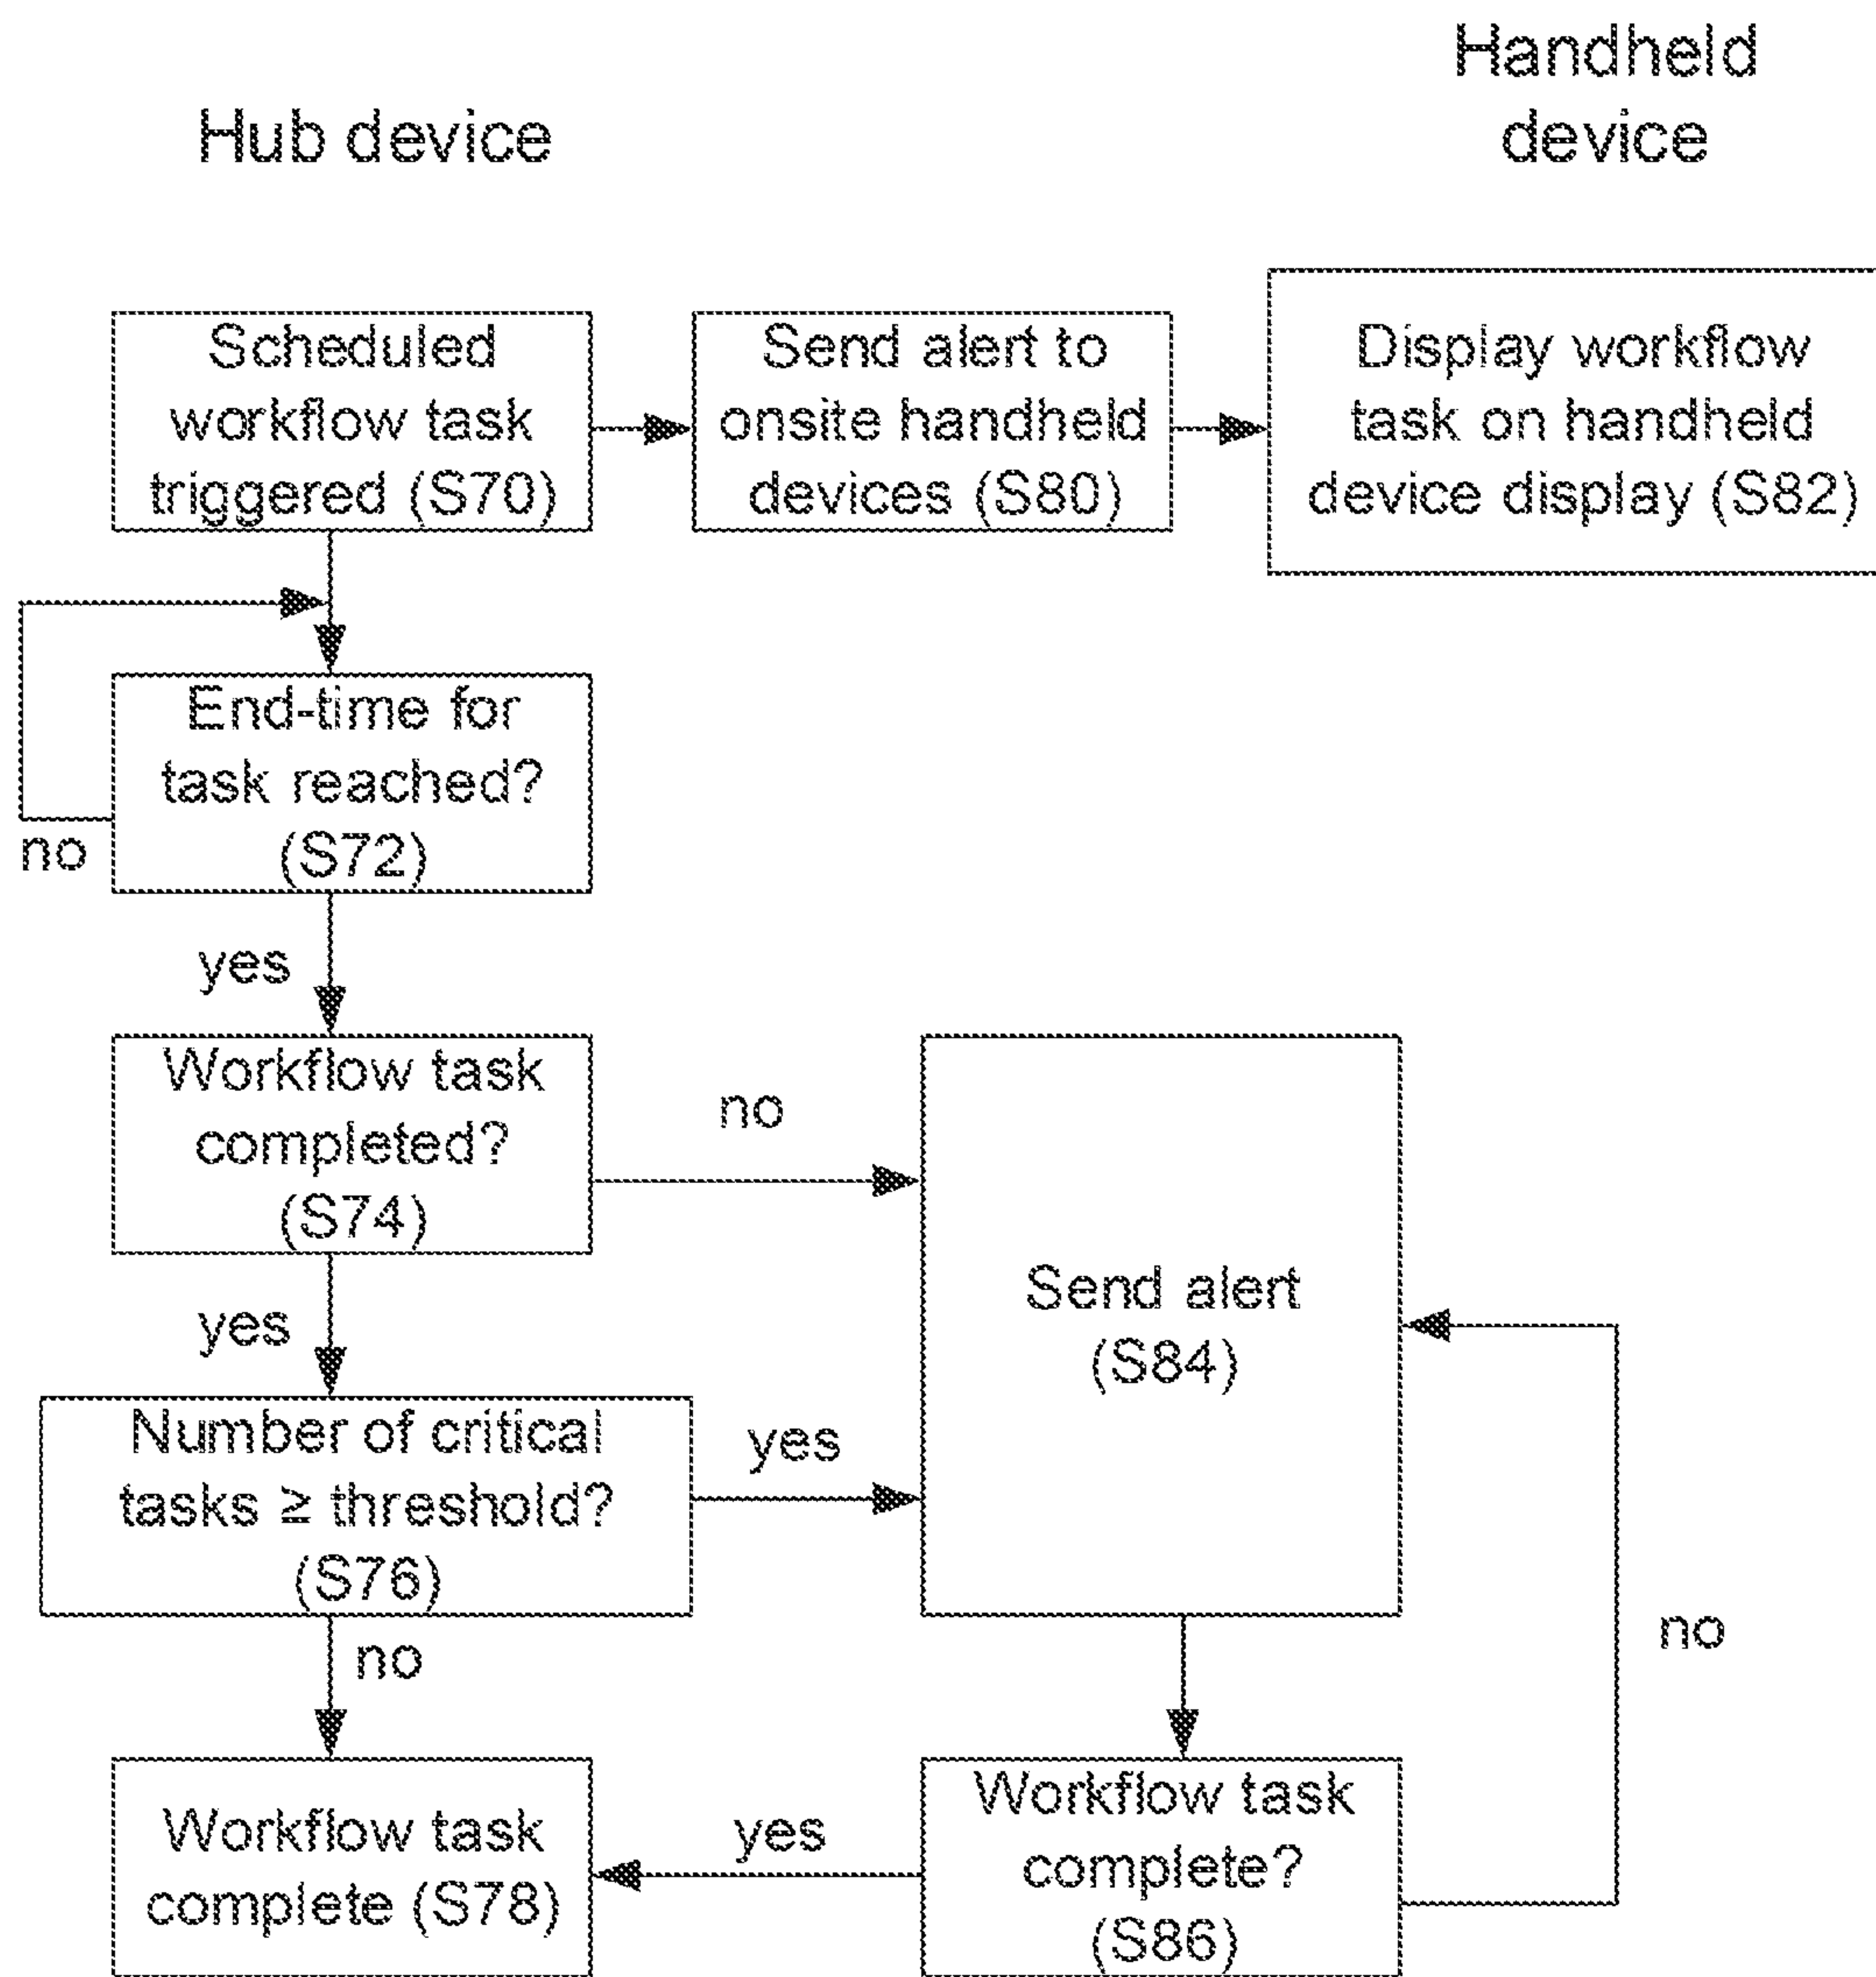 Handheld
device
Hub device
Scheduled
workflow task
triggered (S70)
Send alert to
onsite handheld
devices (S80)
Display workflow
task on handheld
device display (S82)
End-time for
task reached?
(S72)
no
yes
Workflow task
completed?
(S74)
no
Send alert
(S84)
yes
Number of critical
tasks ≥ threshold?
(S76)
yes
no
no
Workflow task
complete (S78)
yes
Workflow task
complete?
(S86)